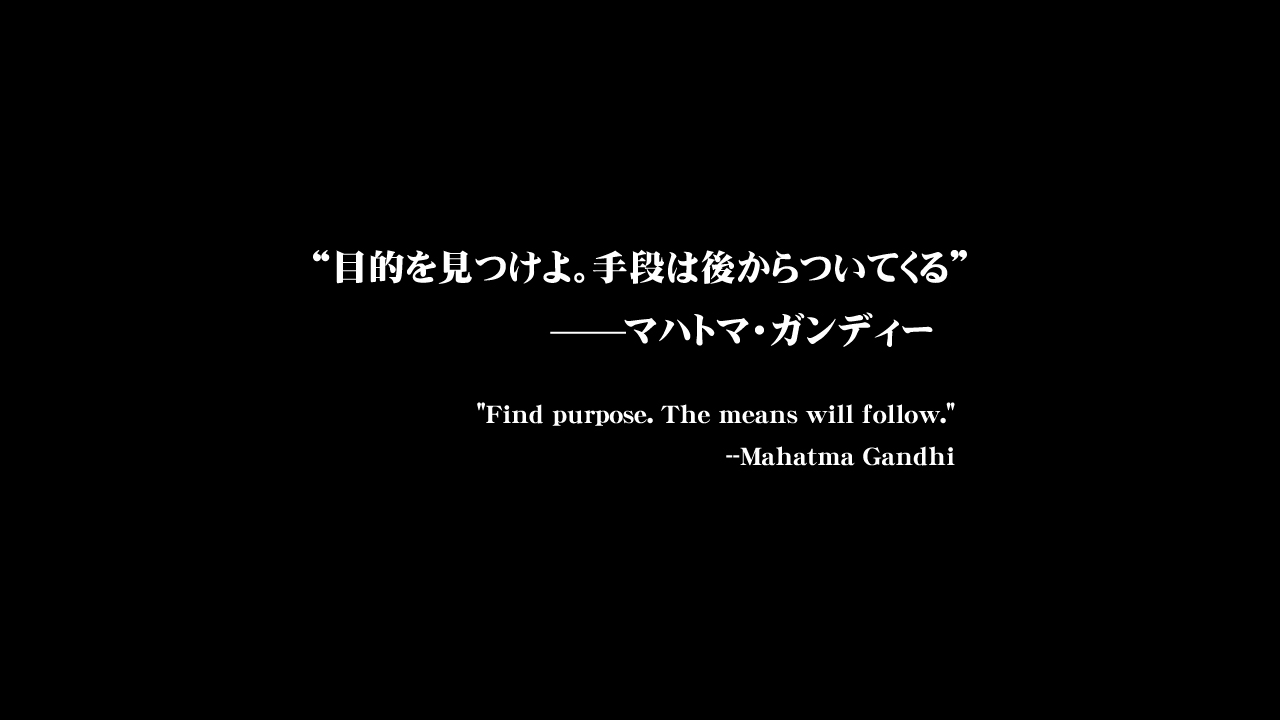 “目的を見つけよ。手段は後からついてくる”
――マハトマ・ガンディー
"Find purpose. The means will follow."
--Mahatma Gandhi